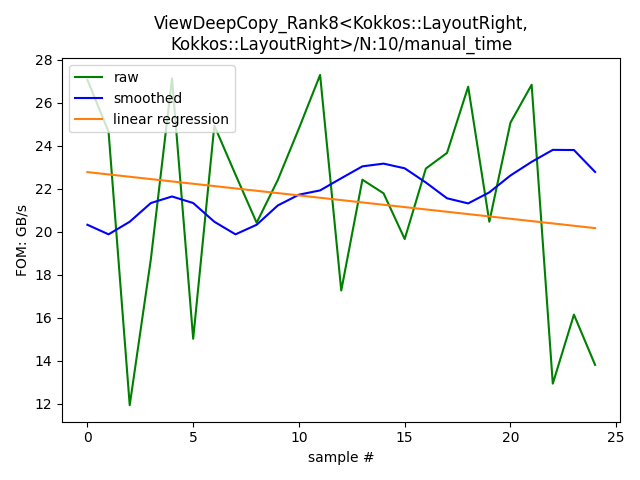 ViewDeepCopy_Rank8<Kokkos::LayoutRight,
Kokkos::LayoutRight>/N:10/manual_time
raw
smoothed
linear regression
FOM: GB/s
28
26
24
22
20
18
16
14
12
0
5
10
15
20
25
sample #